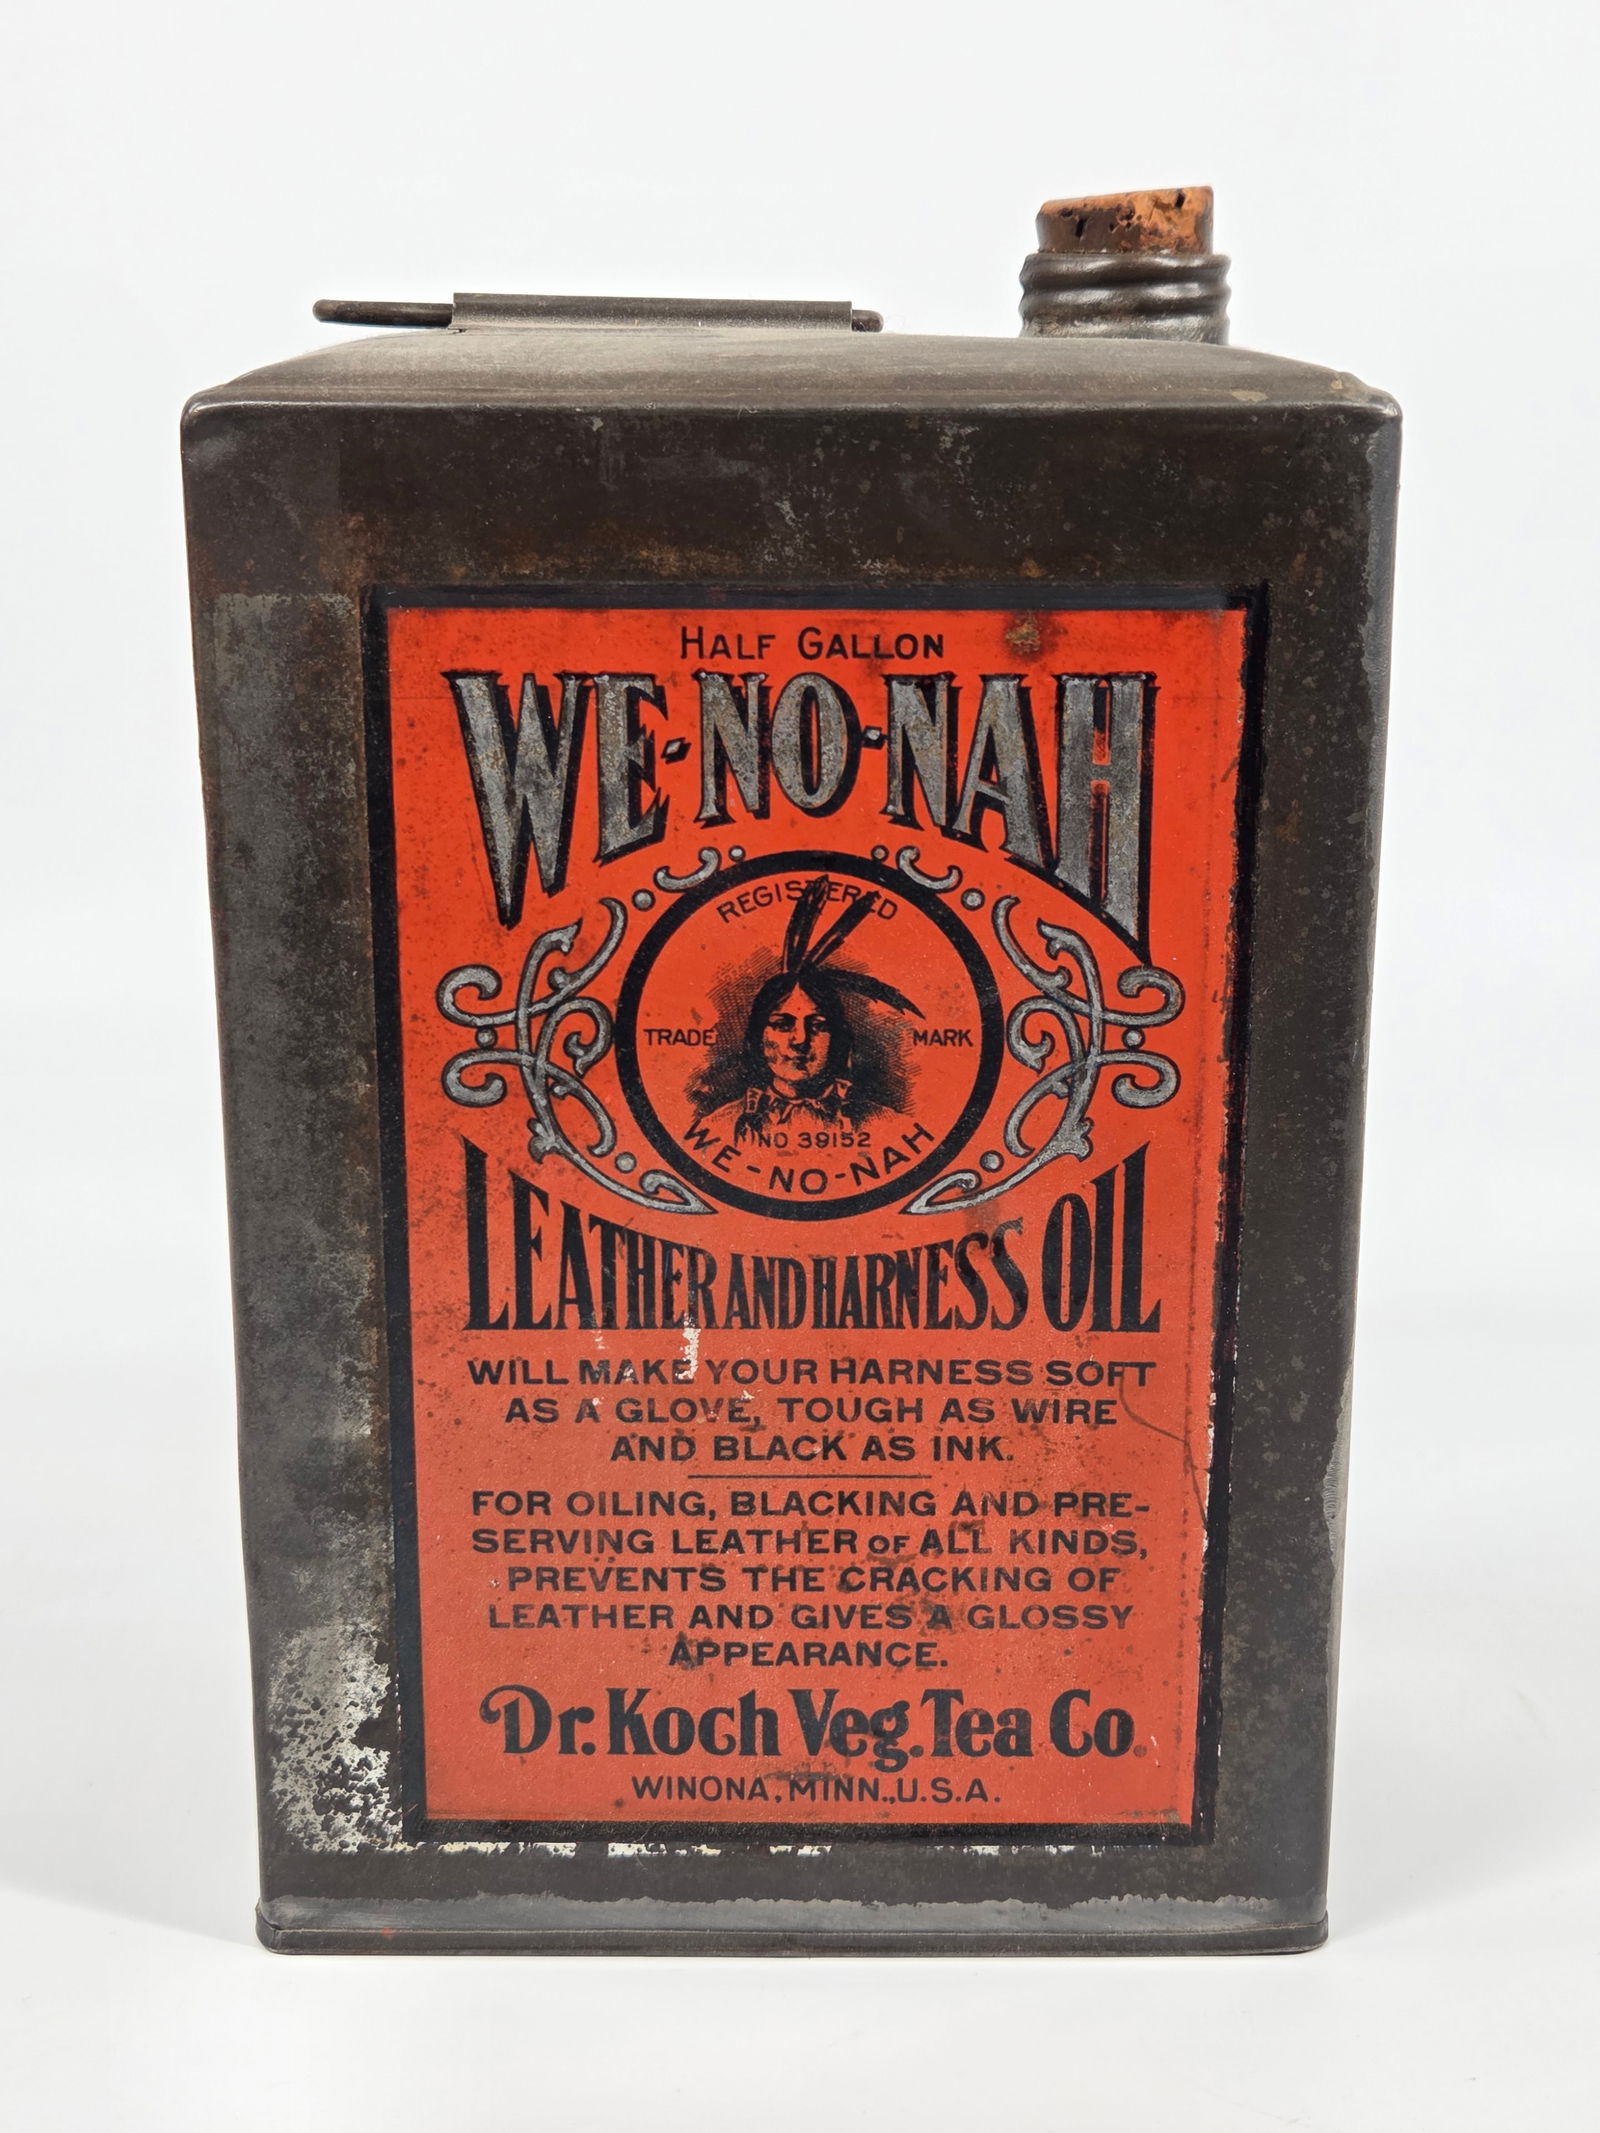 HALF GALLON
WE-NO-NAH
REGISTERED
TRADE MARK
NO 39152
WE-NO-NAH
LEATHER AND HARNESS OIL
WILL MAKE YOUR HARNESS SOFT
AS A GLOVE, TOUGH AS WIRE
AND BLACK AS INK.
FOR OILING, BLACKING AND PRE-
SERVING LEATHER OF ALL KINDS,
PREVENTS THE CRACKING OF
LEATHER AND GIVES A GLOSSY
APPEARANCE.
Dr. Koch Veg. Tea Co.
WINONA, MINN., U.S.A.